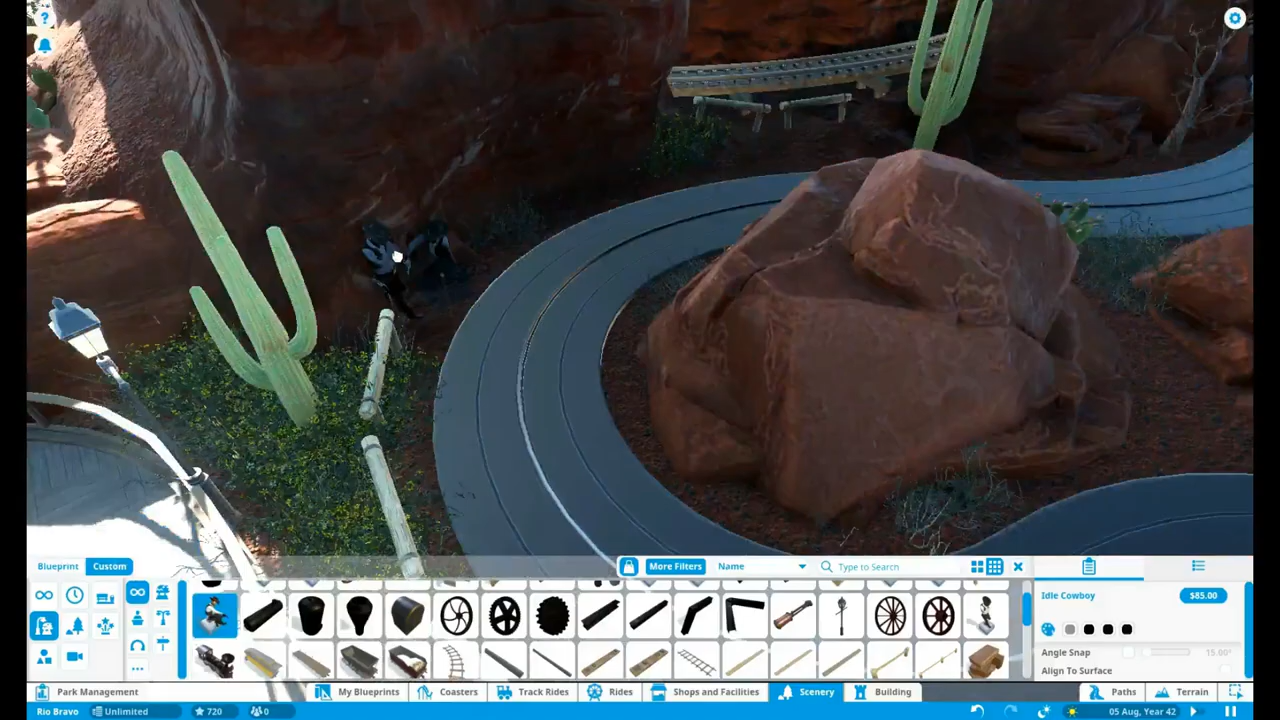 ?
Blueprint Custom
More Filters Name Type to Search
Idle Cowboy $85.00
Angle Snap 15.00°
Align To Surface
Park Management My Blueprints Coasters Track Rides Rides Shops and Facilities Scenery Building Paths Terrain
Rio Bravo Unlimited 720 0 05 Aug, Year 42